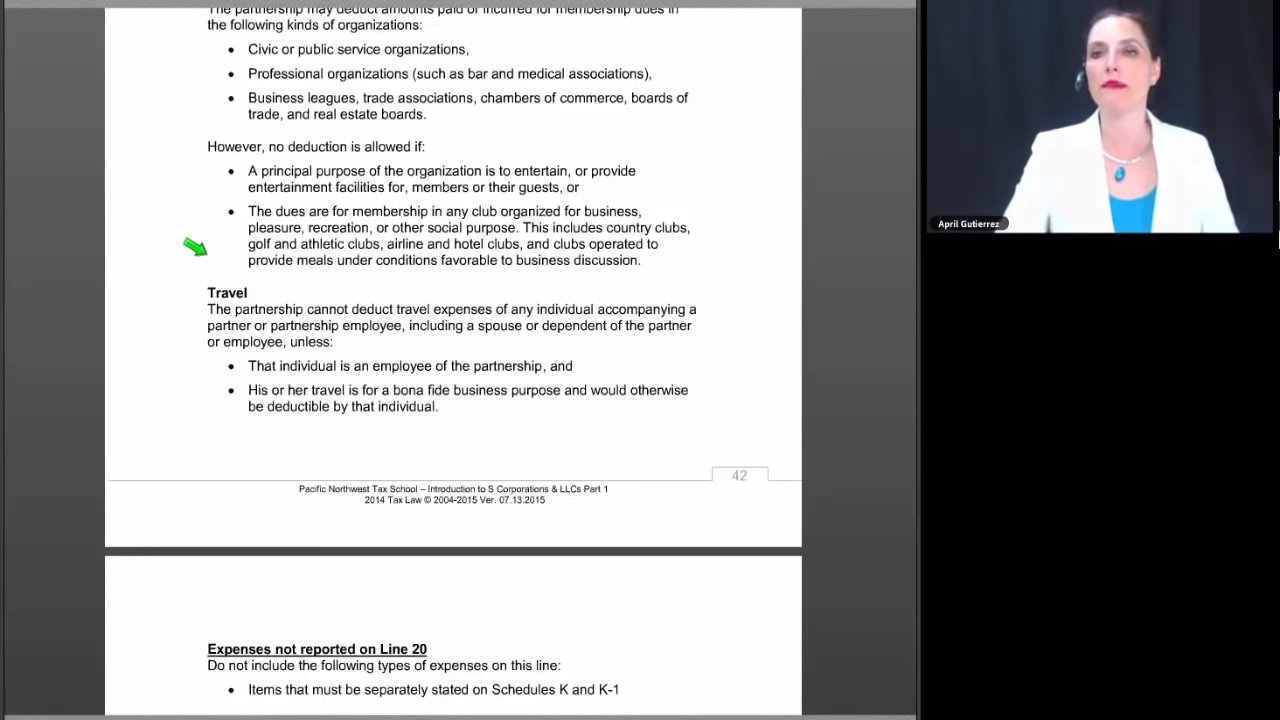 The partnership may deduct amounts paid or incurred for membership dues in
the following kinds of organizations:
• Civic or public service organizations,
• Professional organizations (such as bar and medical associations),
• Business leagues, trade associations, chambers of commerce, boards of
trade, and real estate boards.
However, no deduction is allowed if:
• A principal purpose of the organization is to entertain, or provide
entertainment facilities for, members or their guests, or
• The dues are for membership in any club organized for business,
pleasure, recreation, or other social purpose. This includes country clubs,
golf and athletic clubs, airline and hotel clubs, and clubs operated to
provide meals under conditions favorable to business discussion.
Travel
The partnership cannot deduct travel expenses of any individual accompanying a
partner or partnership employee, including a spouse or dependent of the partner
or employee, unless:
• That individual is an employee of the partnership, and
• His or her travel is for a bona fide business purpose and would otherwise
be deductible by that individual.
42
Pacific Northwest Tax School – Introduction to S Corporations & LLCs Part 1
2014 Tax Law © 2004-2015 Ver. 07.13.2015
Expenses not reported on Line 20
Do not include the following types of expenses on this line:
• Items that must be separately stated on Schedules K and K-1
April Gutierrez